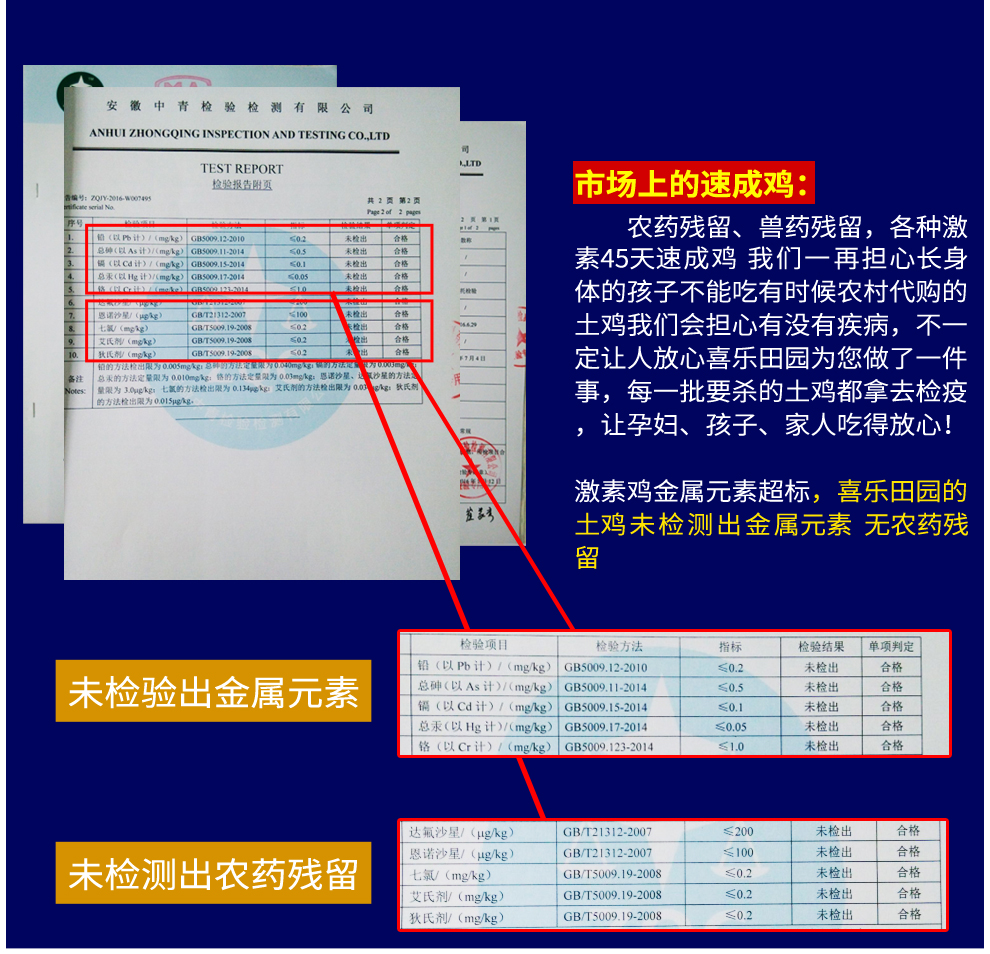 安徽中青检验检测有限公司
ANHUI ZHONGQING INSPECTION AND TESTING CO.,LTD
TEST REPORT
检验报告附页
告编号: ZQJY-2016-W007495
ertificate serial No.
共 2 页 第2页
Page 2 of 2 pages
序号 检验项目 检验方法 指标 检验结果 单项判定
1. 铅（以 Pb 计）/（mg/kg） GB5009.12-2010 ≤0.2 未检出 合格
2. 总砷（以 As 计）/（mg/kg） GB5009.11-2014 ≤0.5 未检出 合格
3. 镉（以 Cd 计）/（mg/kg） GB5009.15-2014 ≤0.1 未检出 合格
4. 总汞（以 Hg 计）/（mg/kg） GB5009.17-2014 ≤0.05 未检出 合格
5. 铬（以 Cr 计）/（mg/kg） GB5009.123-2014 ≤1.0 未检出 合格
6. 达氟沙星/（μg/kg） GB/T21312-2007 ≤200 未检出 合格
7. 恩诺沙星/（μg/kg） GB/T21312-2007 ≤100 未检出 合格
8. 七氯/（mg/kg） GB/T5009.19-2008 ≤0.2 未检出 合格
9. 艾氏剂/（mg/kg） GB/T5009.19-2008 ≤0.2 未检出 合格
10. 狄氏剂/（mg/kg） GB/T5009.19-2008 ≤0.2 未检出 合格
备注
Notes:
铅的方法检出限为 0.005mg/kg；总砷的方法定量限为 0.040mg/kg；镉的方法定量限为 0.003mg/kg；
总汞的方法定量限为 0.010mg/kg；铬的方法定量限为 0.05mg/kg；恩诺沙星、达氟沙星的方法定
量限为 3.0μg/kg；七氯的方法检出限为 0.134μg/kg；艾氏剂的方法检出限为
的方法检出限为 0.015μg/kg。
市场上的速成鸡：
农药残留、兽药残留，各种激
素45天速成鸡 我们一再担心长身
体的孩子不能吃有时候农村代购的
土鸡我们会担心有没有疾病，不一
定让人放心喜乐田园为您做了一件
事，每一批要杀的土鸡都拿去检疫
，让孕妇、孩子、家人吃得放心！
激素鸡金属元素超标，喜乐田园的
土鸡未检测出金属元素 无农药残
留
未检验出金属元素
检验项目 检验方法 指标 检验结果 单项判定
铅（以 Pb 计）/（mg/kg） GB5009.12-2010 ≤0.2 未检出 合格
总砷（以 As 计）/（mg/kg） GB5009.11-2014 ≤0.5 未检出 合格
镉（以 Cd 计）/（mg/kg） GB5009.15-2014 ≤0.1 未检出 合格
总汞（以 Hg 计）/（mg/kg） GB5009.17-2014 ≤0.05 未检出 合格
铬（以 Cr 计）/（mg/kg） GB5009.123-2014 ≤1.0 未检出 合格
未检测出农药残留
达氟沙星/（μg/kg） GB/T21312-2007 ≤200 未检出 合格
恩诺沙星/（μg/kg） GB/T21312-2007 ≤100 未检出 合格
七氯/（mg/kg） GB/T5009.19-2008 ≤0.2 未检出 合格
艾氏剂/（mg/kg） GB/T5009.19-2008 ≤0.2 未检出 合格
狄氏剂/（mg/kg） GB/T5009.19-2008 ≤0.2 未检出 合格